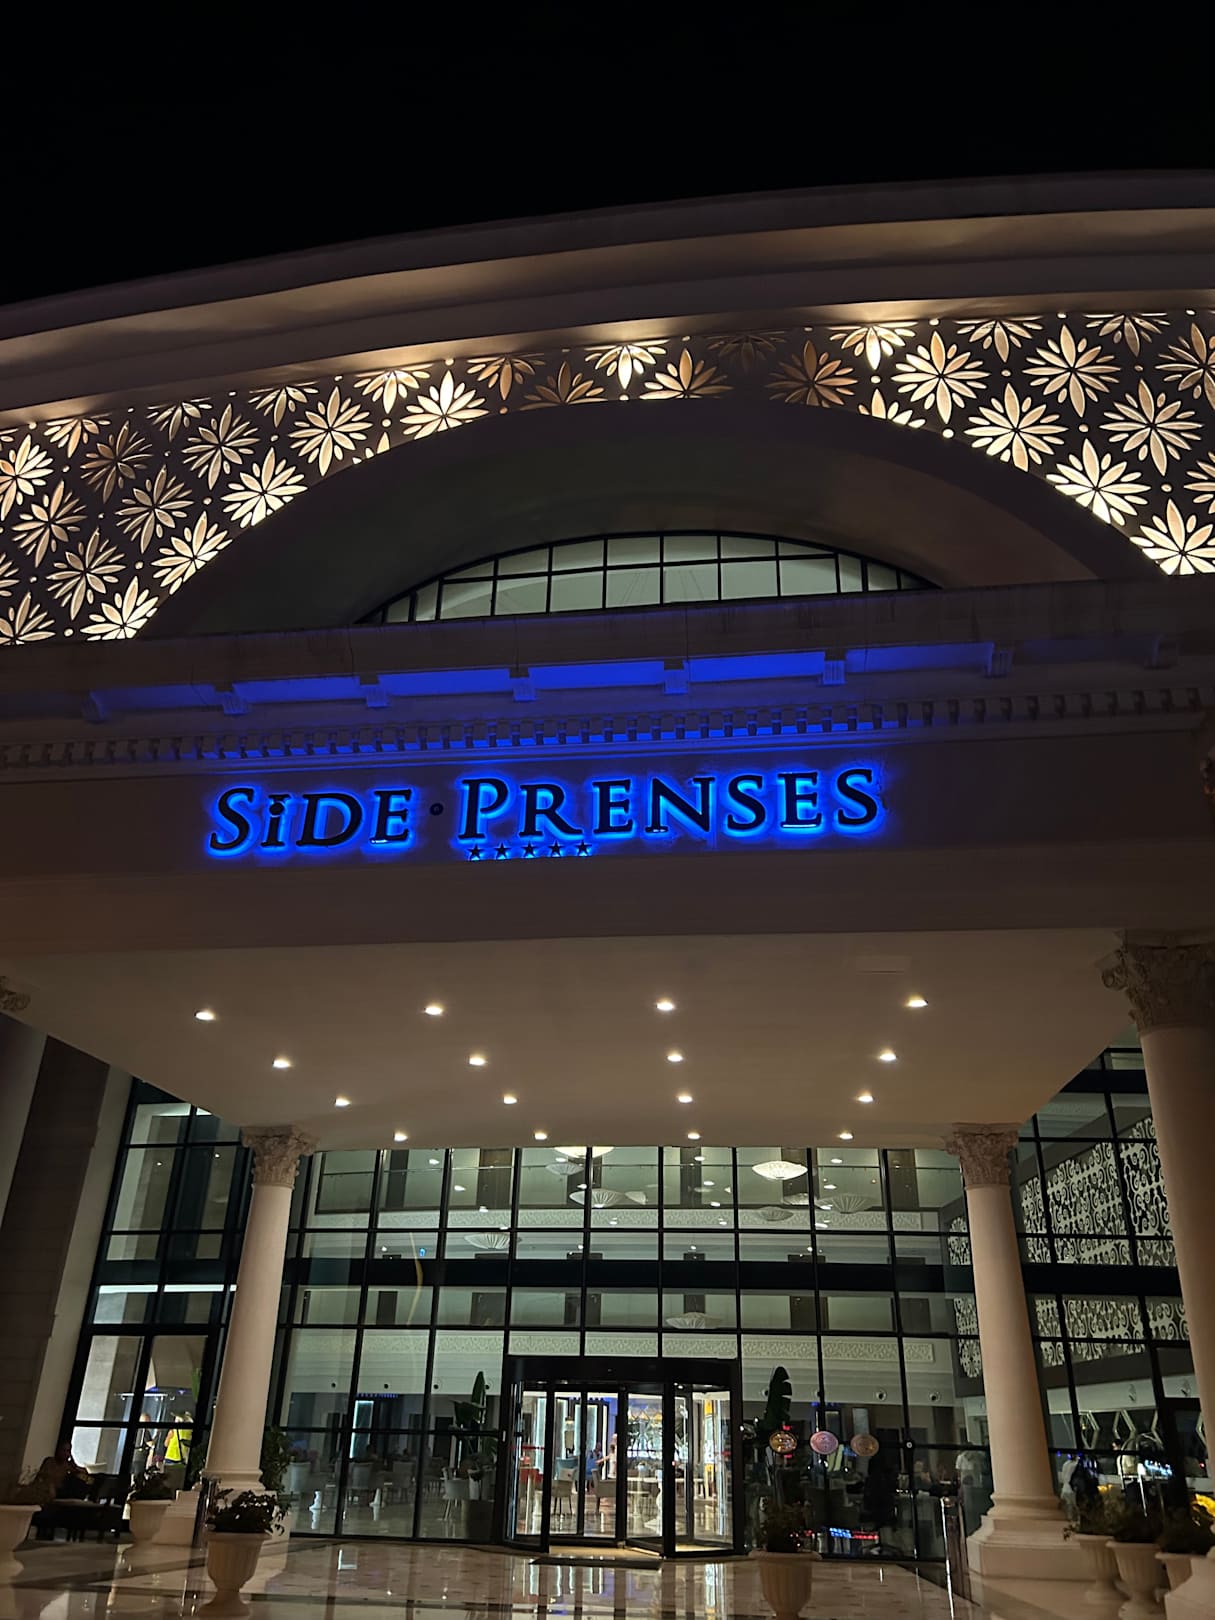 SiDE · PRENSES
★★★★★